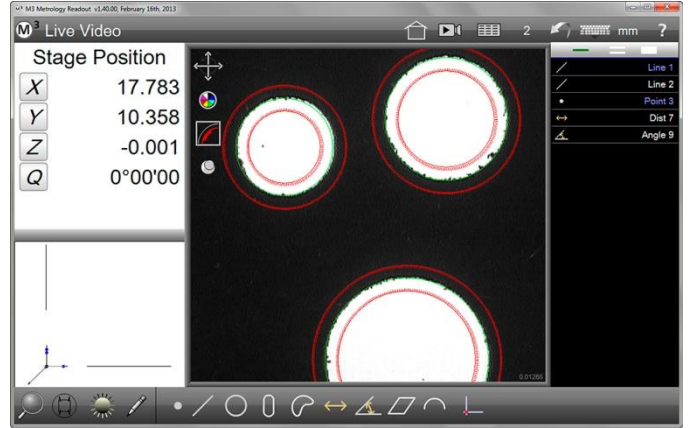 M³ M3 Metrology Readout v1.40.00, February 16th, 2013
M³ Live Video
2
mm
?
Stage Position
X 17.783
Y 10.358
Z -0.001
Q 0°00'00
Line 1
Line 2
Point 3
Dist 7
Angle 9
0.01265